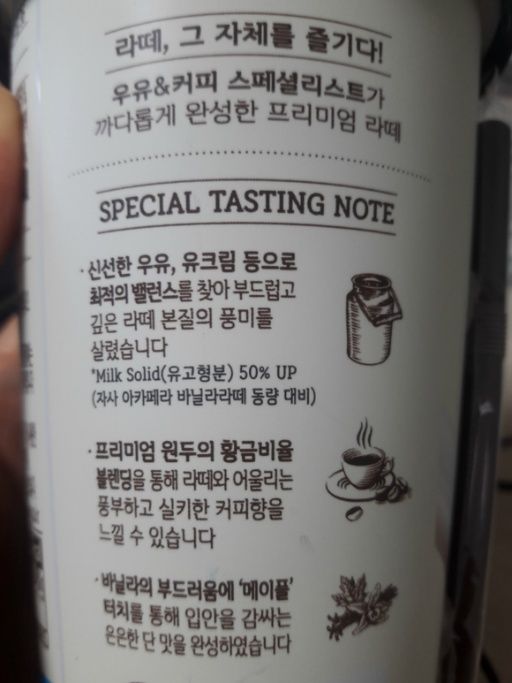 라떼, 그 자체를 즐기다!
우유&커피 스페셜리스트가
까다롭게 완성한 프리미엄 라떼
SPECIAL TASTING NOTE
· 신선한 우유, 유크림 등으로
최적의 밸런스를 찾아 부드럽고
깊은 라떼 본질의 풍미를
살렸습니다
*Milk Solid(유고형분) 50% UP
(자사 아카페라 바닐라라떼 동량 대비)
· 프리미엄 원두의 황금비율
블렌딩을 통해 라떼와 어울리는
풍부하고 실키한 커피향을
느낄 수 있습니다
· 바닐라의 부드러움에 '메이플'
터치를 통해 입안을 감싸는
은은한 단 맛을 완성하였습니다